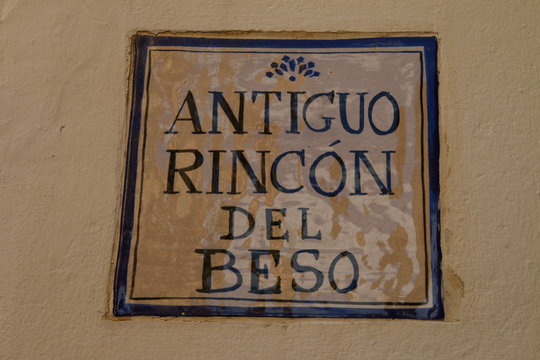 ANTIGUO
RINCÓN
DEL
BESO